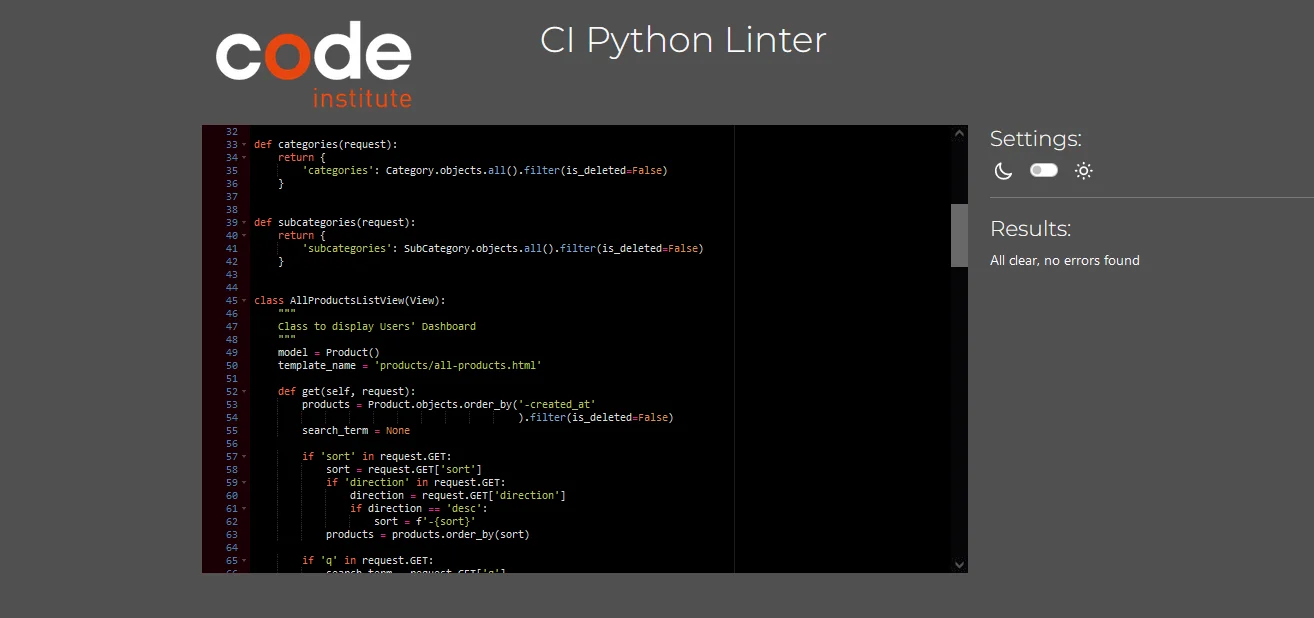 code
institute
CI Python Linter
32
33 def categories(request):
34     return {
35         'categories': Category.objects.all().filter(is_deleted=False)
36     }
37
38
39 def subcategories(request):
40     return {
41         'subcategories': SubCategory.objects.all().filter(is_deleted=False)
42     }
43
44
45 class AllProductsListView(View):
46     """
47     Class to display Users' Dashboard
48     """
49     model = Product()
50     template_name = 'products/all-products.html'
51
52     def get(self, request):
53         products = Product.objects.order_by('-created_at'
54                                             ).filter(is_deleted=False)
55         search_term = None
56
57         if 'sort' in request.GET:
58             sort = request.GET['sort']
59             if 'direction' in request.GET:
60                 direction = request.GET['direction']
61                 if direction == 'desc':
62                     sort = f'-{sort}'
63             products = products.order_by(sort)
64
65         if 'q' in request.GET:
66             search_term = request.GET['q']
Settings:
Results:
All clear, no errors found